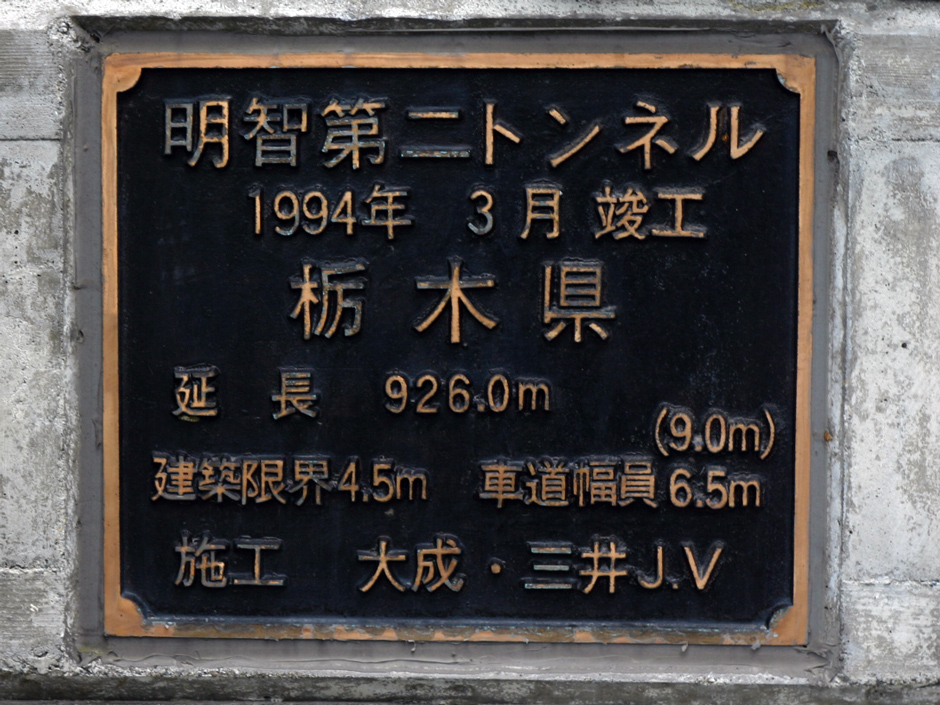 明智第二トンネル
1994年 3月 竣工
栃木県
延 長 926.0m
(9.0m)
建築限界4.5m 車道幅員6.5m
施工 大成・三井J.V